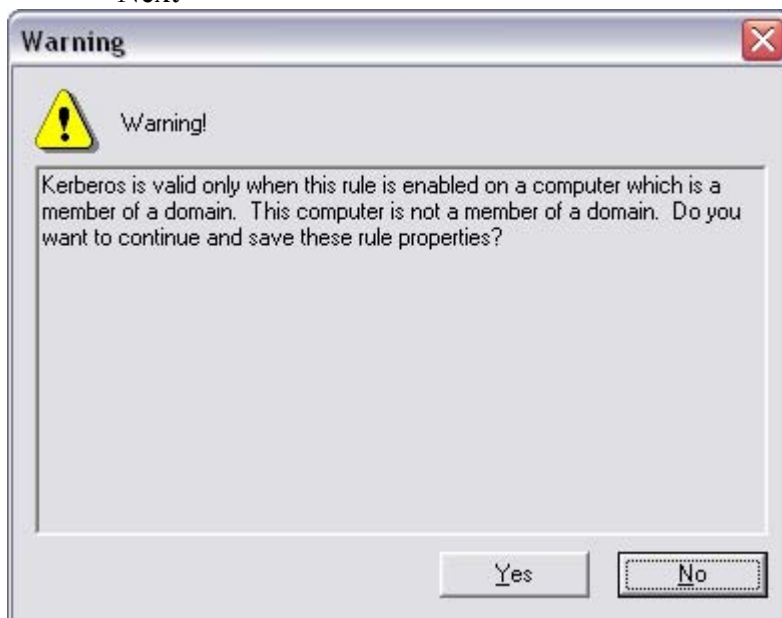 Next
Warning
Warning!
Kerberos is valid only when this rule is enabled on a computer which is a
member of a domain.  This computer is not a member of a domain.  Do you
want to continue and save these rule properties?
Yes
No